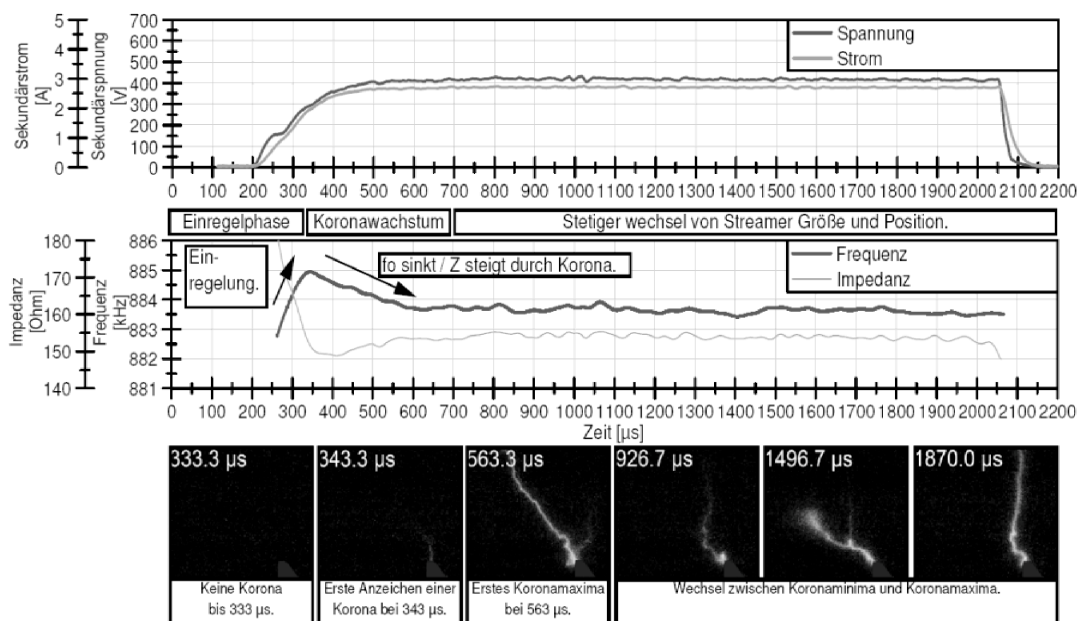 Sekundärstrom
[A]
5
4
3
2
1
0
Sekundärspnnung
[V]
700
600
500
400
300
200
100
0
Spannung
Strom
0 100 200 300 400 500 600 700 800 900 1000 1100 1200 1300 1400 1500 1600 1700 1800 1900 2000 2100 2200
Einregelphase
Koronawachstum
Stetiger wechsel von Streamer Größe und Position.
Impedanz
[Ohm]
180
170
160
150
140
Frequenz
[kHz]
886
885
884
883
882
881
Ein-
regelung.
fo sinkt / Z steigt durch Korona.
Frequenz
Impedanz
0 100 200 300 400 500 600 700 800 900 1000 1100 1200 1300 1400 1500 1600 1700 1800 1900 2000 2100 2200
Zeit [µs]
333.3 µs
343.3 µs
563.3 µs
926.7 µs
1496.7 µs
1870.0 µs
Keine Korona
bis 333 µs.
Erste Anzeichen einer
Korona bei 343 µs.
Erstes Koronamaxima
bei 563 µs.
Wechsel zwischen Koronaminima und Koronamaxima.